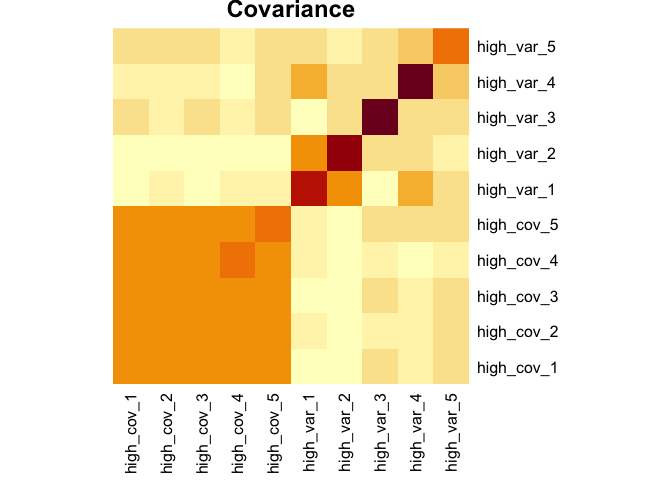 Covariance
high_var_5
high_var_4
high_var_3
high_var_2
high_var_1
high_cov_5
high_cov_4
high_cov_3
high_cov_2
high_cov_1
high_cov_1
high_cov_2
high_cov_3
high_cov_4
high_cov_5
high_var_1
high_var_2
high_var_3
high_var_4
high_var_5